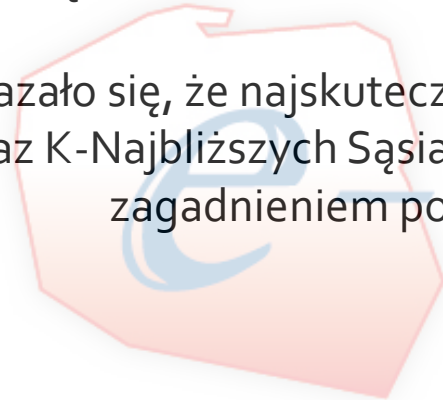 azało się, że najskutecz
az K-Najbliższych Sąsia
zagadnieniem po
e-